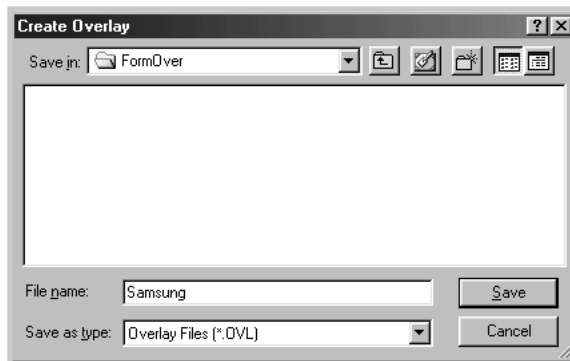 Create Overlay
Save in: FormOver
File name: Samsung Save
Save as type: Overlay Files (*.OVL) Cancel